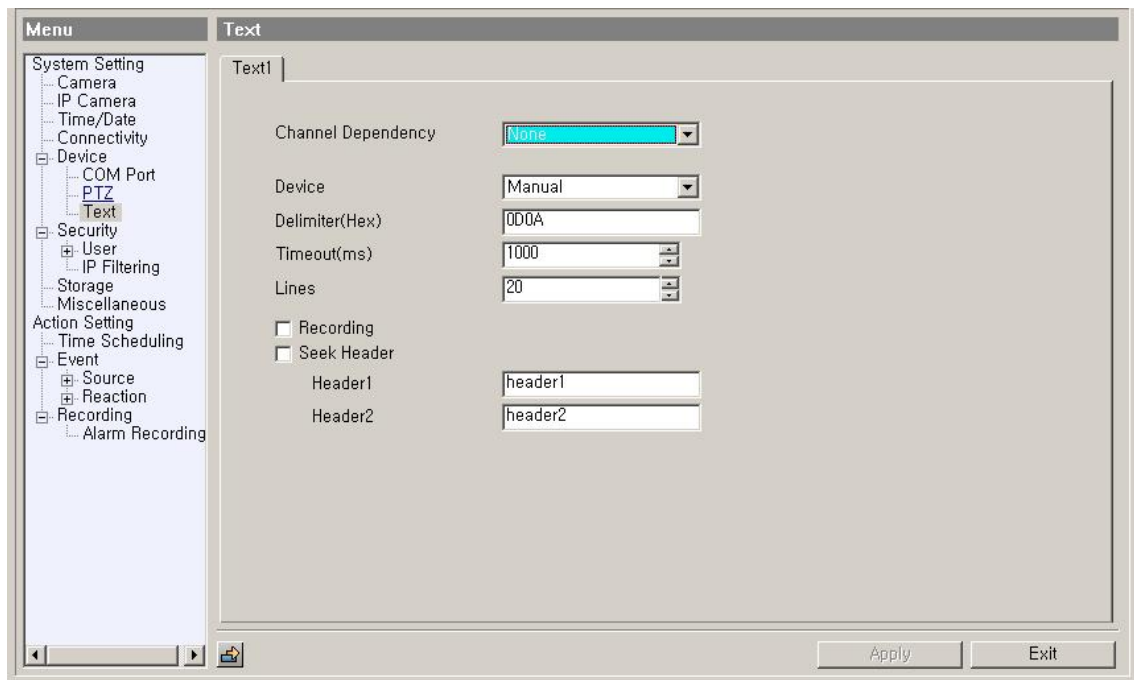 Menu
System Setting
Camera
IP Camera
Time/Date
Connectivity
Device
COM Port
PTZ
Text
Security
User
IP Filtering
Storage
Miscellaneous
Action Setting
Time Scheduling
Event
Source
Reaction
Recording
Alarm Recording
Text
Text1
Channel Dependency None
Device Manual
Delimiter(Hex) 0D0A
Timeout(ms) 1000
Lines 20
Recording
Seek Header
Header1 header1
Header2 header2
Apply Exit